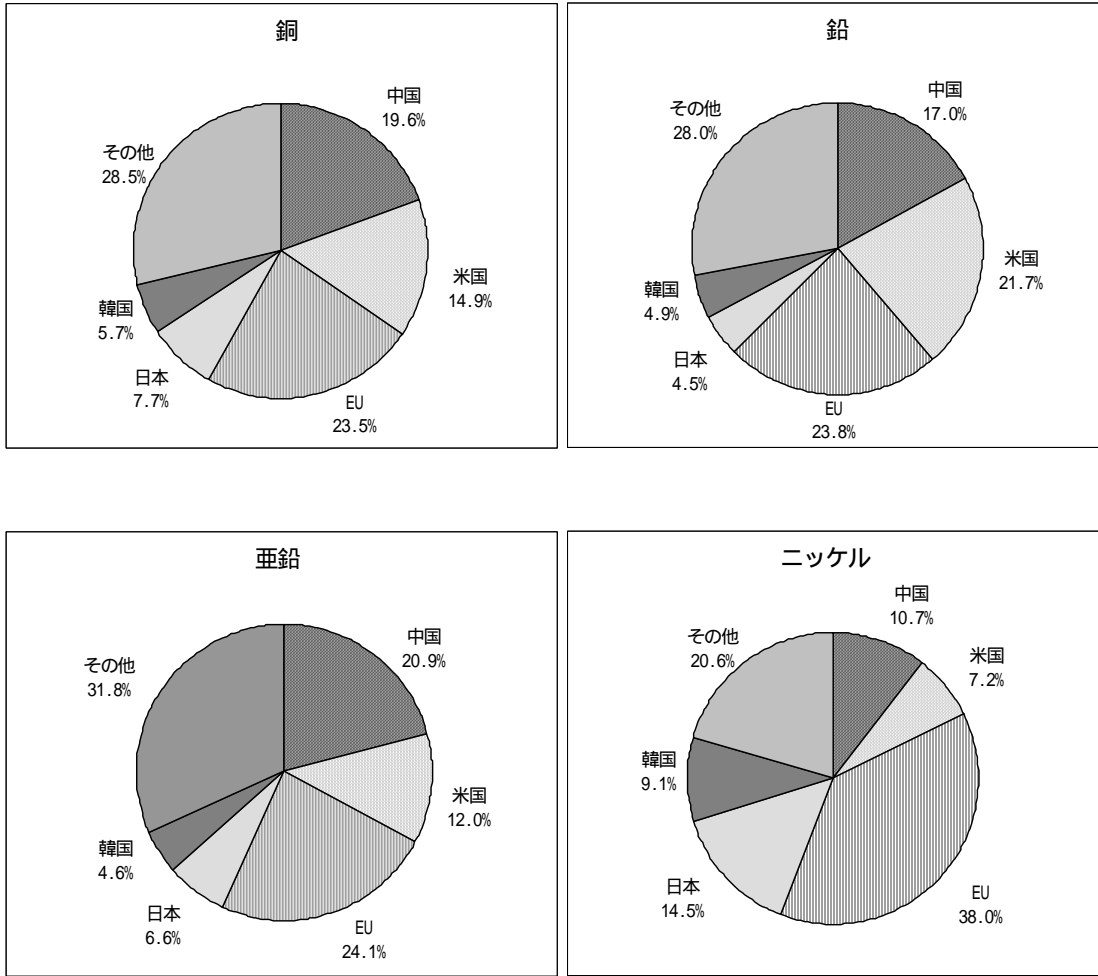 銅
中国
19.6%
米国
14.9%
EU
23.5%
日本
7.7%
韓国
5.7%
その他
28.5%
鉛
中国
17.0%
米国
21.7%
EU
23.8%
日本
4.5%
韓国
4.9%
その他
28.0%
亜鉛
中国
20.9%
米国
12.0%
EU
24.1%
日本
6.6%
韓国
4.6%
その他
31.8%
ニッケル
中国
10.7%
米国
7.2%
EU
38.0%
日本
14.5%
韓国
9.1%
その他
20.6%